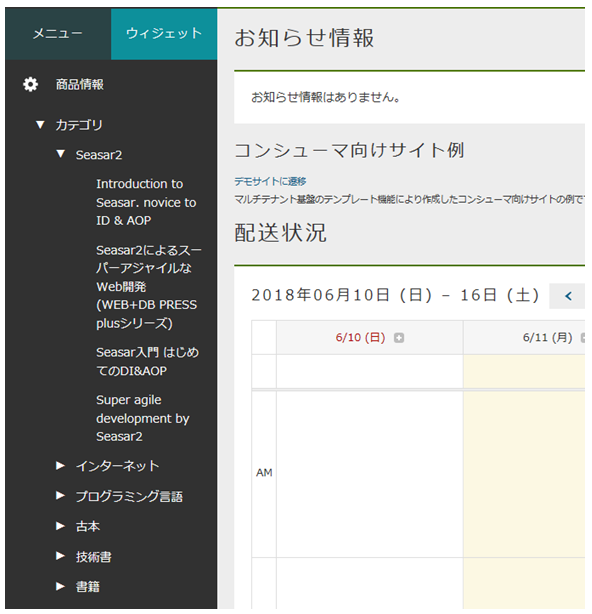 メニュー
ウィジェット
商品情報
▼ カテゴリ
▼ Seasar2
Introduction to
Seasar. novice to
ID & AOP
Seasar2によるスー
パーアジャイルな
Web開発
(WEB+DB PRESS
plusシリーズ)
Seasar入門 はじめ
てのDI&AOP
Super agile
development by
Seasar2
▶ インターネット
▶ プログラミング言語
▶ 古本
▶ 技術書
▶ 書籍
お知らせ情報
お知らせ情報はありません。
コンシューマ向けサイト例
デモサイトに遷移
マルチテナント基盤のテンプレート機能により作成したコンシューマ向けサイトの例で
配送状況
2018年06月10日 (日) – 16日 (土)
6/10 (日)
6/11 (月)
AM